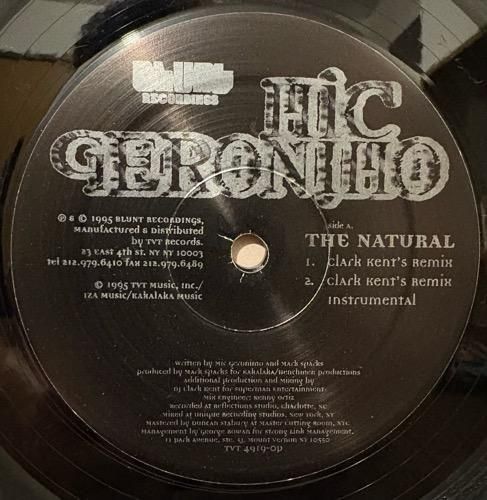 BLUNT
RECORDINGS
MIC
GERONIMO
℗ & © 1995 Blunt Recordings,
Manufactured & Distributed
by TVT Records.
23 East 4th St. NY NY 10003
tel 212.979.6410 fax 212.979.6489
© 1995 TVT Music, Inc./
Iza Music/Kakalaka Music
side A.
THE NATURAL
1. Clark Kent's Remix
2. Clark Kent's Remix
Instrumental
written by Mic Geronimo and Mark Sparks
produced by Mark Sparks for Kakalaka/Henchmen Productions
additional production and Mixing by
DJ Clark Kent for Superman Entertainment
Mix Engineer: Kenny Ortiz
Recorded at Reflections Studio, Charlotte, NC
Mixed at Unique Recording Studios, New York, NY
Mastered by Duncan Stabury at Master Cutting Room, NYC
Management by George Rowan for Strong Link Management.
11 Park Avenue, Ste. 53, Mount Vernon NY 10550
TVT 4919-0P